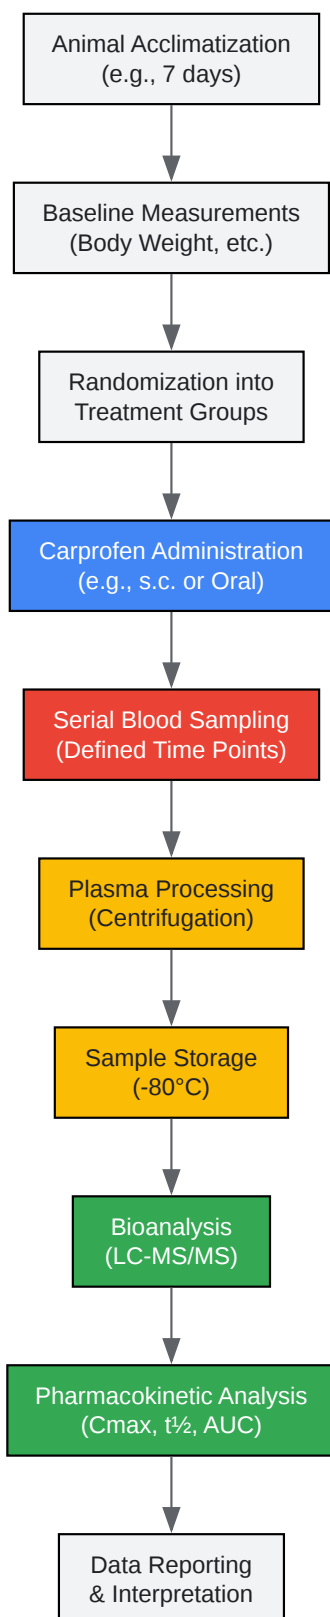 Animal Acclimatization
(e.g., 7 days)
Baseline Measurements
(Body Weight, etc.)
Randomization into
Treatment Groups
Carprofen Administration
(e.g., s.c. or Oral)
Serial Blood Sampling
(Defined Time Points)
Plasma Processing
(Centrifugation)
Sample Storage
(-80°C)
Bioanalysis
(LC-MS/MS)
Pharmacokinetic Analysis
(Cmax, t½, AUC)
Data Reporting
& Interpretation